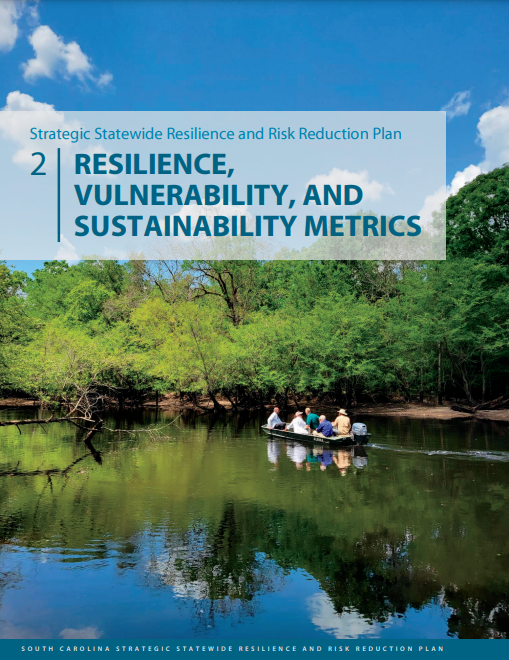 Strategic Statewide Resilience and Risk Reduction Plan
2
RESILIENCE,
VULNERABILITY, AND
SUSTAINABILITY METRICS
SOUTH CAROLINA STRATEGIC STATEWIDE RESILIENCE AND RISK REDUCTION PLAN